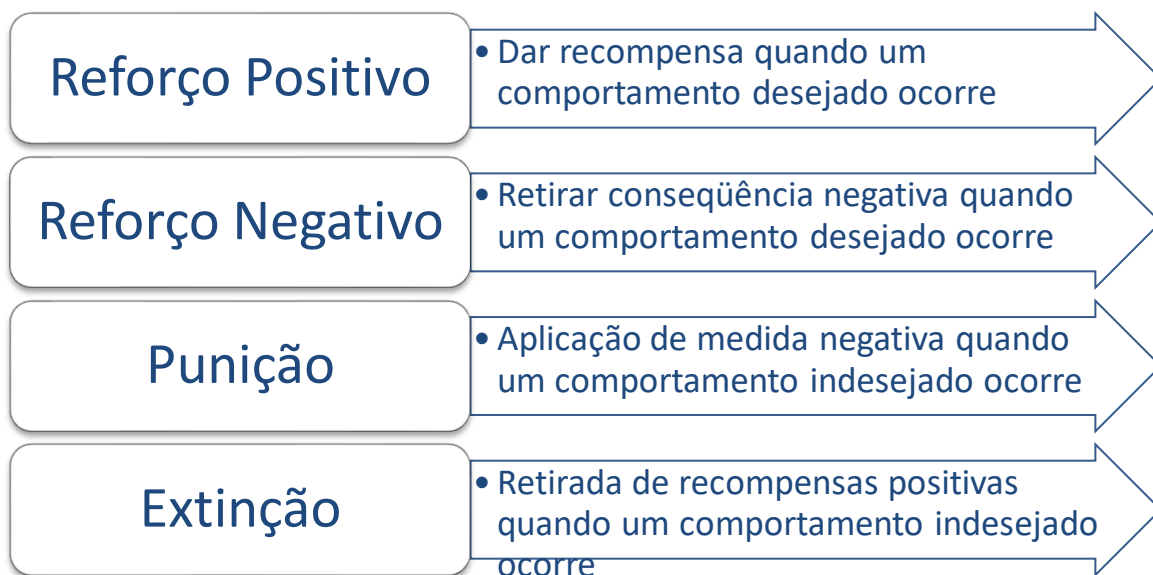 Reforço Positivo
• Dar recompensa quando um
comportamento desejado ocorre
Reforço Negativo
• Retirar conseqüência negativa quando
um comportamento desejado ocorre
Punição
• Aplicação de medida negativa quando
um comportamento indesejado ocorre
Extinção
• Retirada de recompensas positivas
quando um comportamento indesejado
ocorre